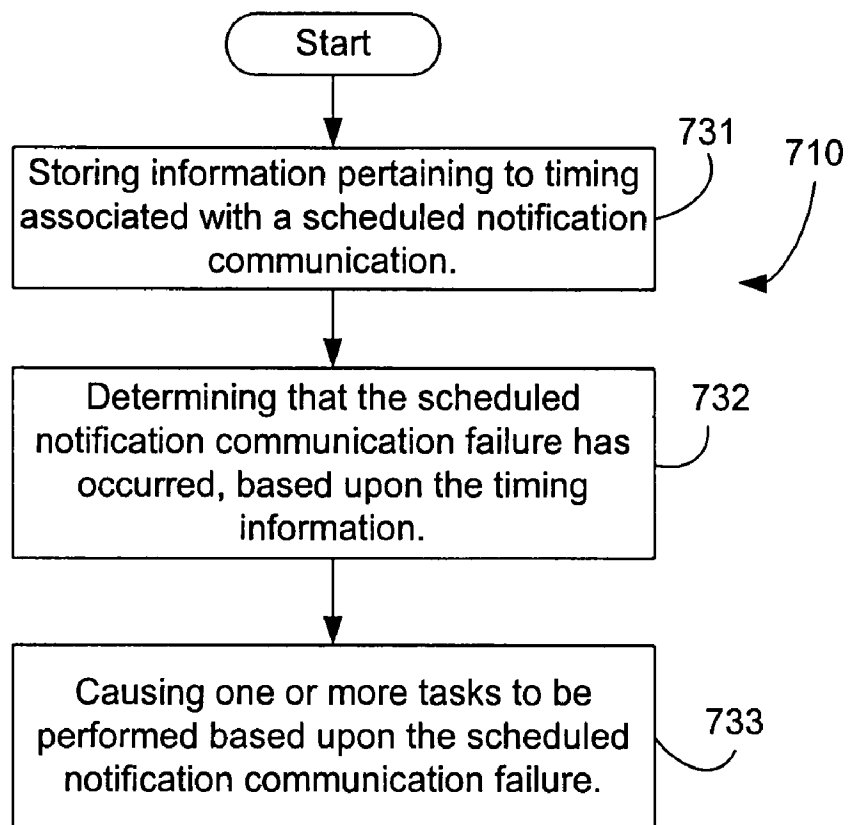 Start
731
710
Storing information pertaining to timing
associated with a scheduled notification
communication.
732
Determining that the scheduled
notification communication failure has
occurred, based upon the timing
information.
733
Causing one or more tasks to be
performed based upon the scheduled
notification communication failure.